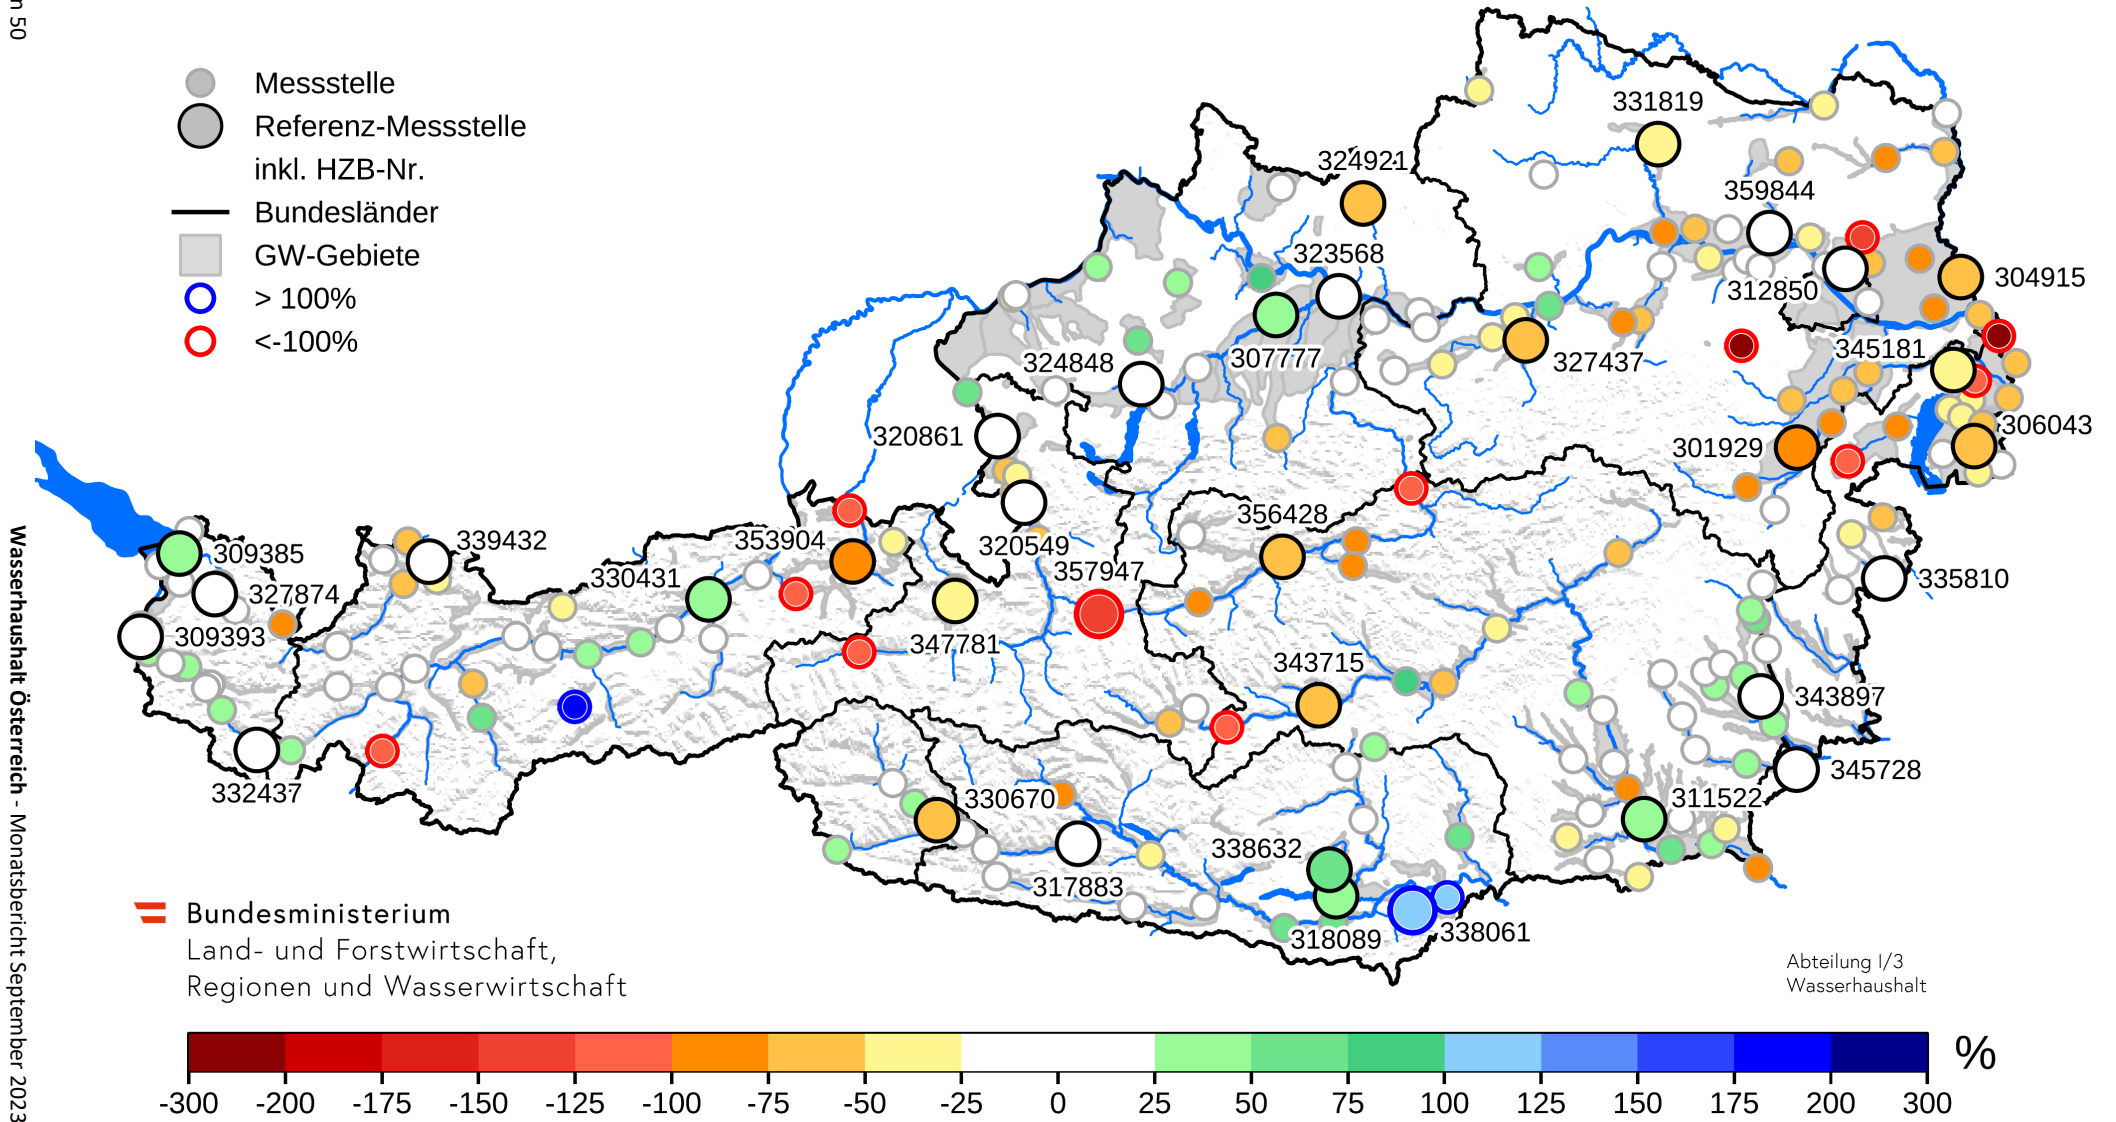 n 50
Wasserhaushalt Österreich - Monatsbericht September 2023
Messstelle
Referenz-Messstelle
inkl. HZB-Nr.
Bundesländer
GW-Gebiete
> 100%
<-100%
331819
324921
359844
323568
304915
312850
345181
307777
327437
324848
320861
306043
301929
356428
320549
339432
353904
309385
330431
357947
335810
327874
309393
347781
343715
343897
332437
345728
330670
311522
338632
317883
318089
338061
Bundesministerium
Land- und Forstwirtschaft,
Regionen und Wasserwirtschaft
Abteilung I/3
Wasserhaushalt
%
-300 -200 -175 -150 -125 -100 -75 -50 -25 0 25 50 75 100 125 150 175 200 300